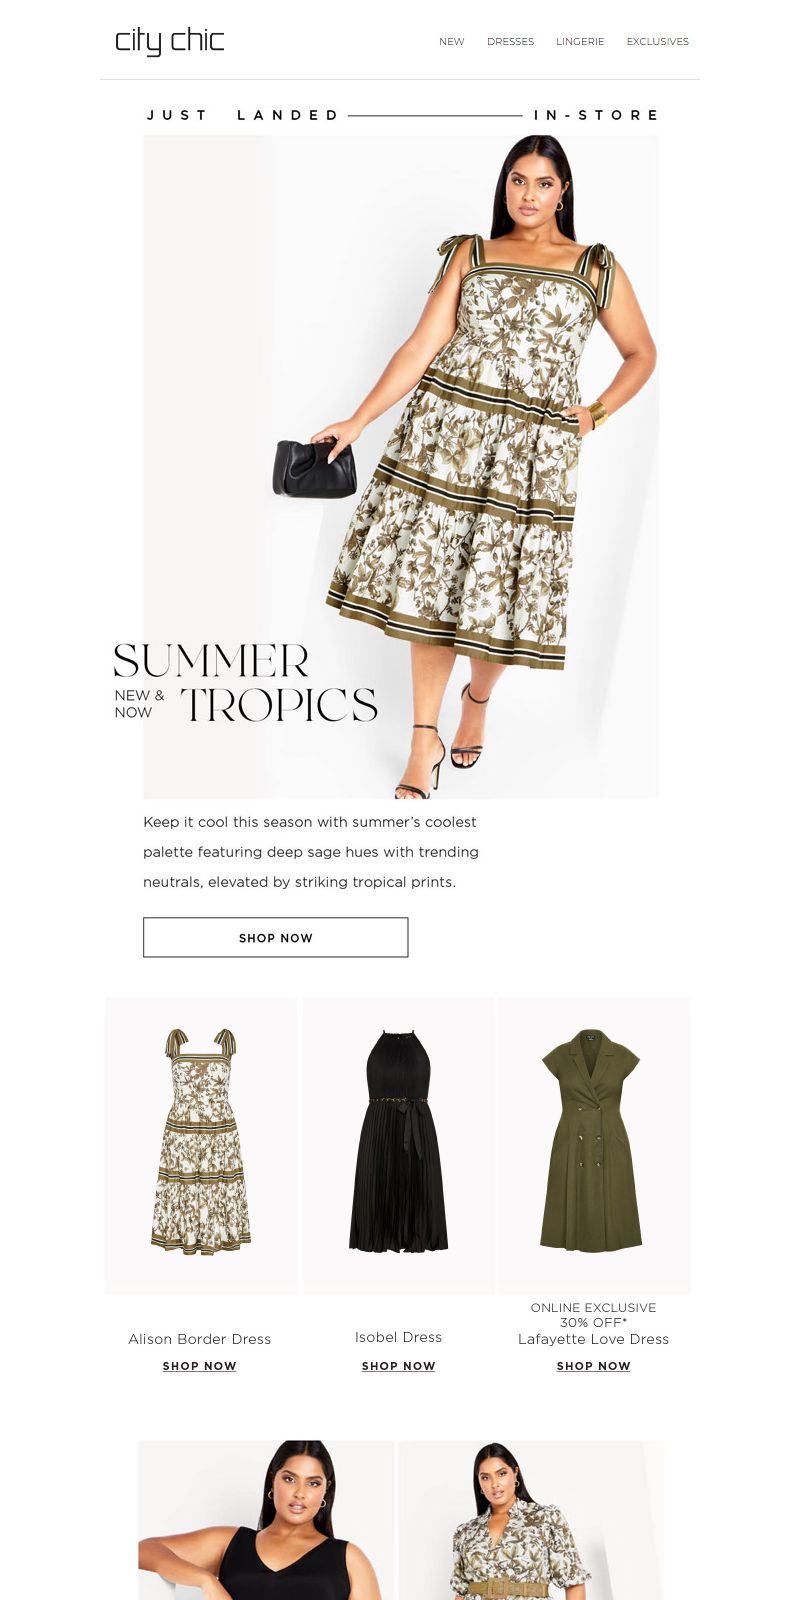 city chic
NEW DRESSES LINGERIE EXCLUSIVES
JUST LANDED IN-STORE
SUMMER
NEW & NOW
TROPICS
Keep it cool this season with summer’s coolest
palette featuring deep sage hues with trending
neutrals, elevated by striking tropical prints.
SHOP NOW
Alison Border Dress
SHOP NOW
Isobel Dress
SHOP NOW
ONLINE EXCLUSIVE
30% OFF*
Lafayette Love Dress
SHOP NOW